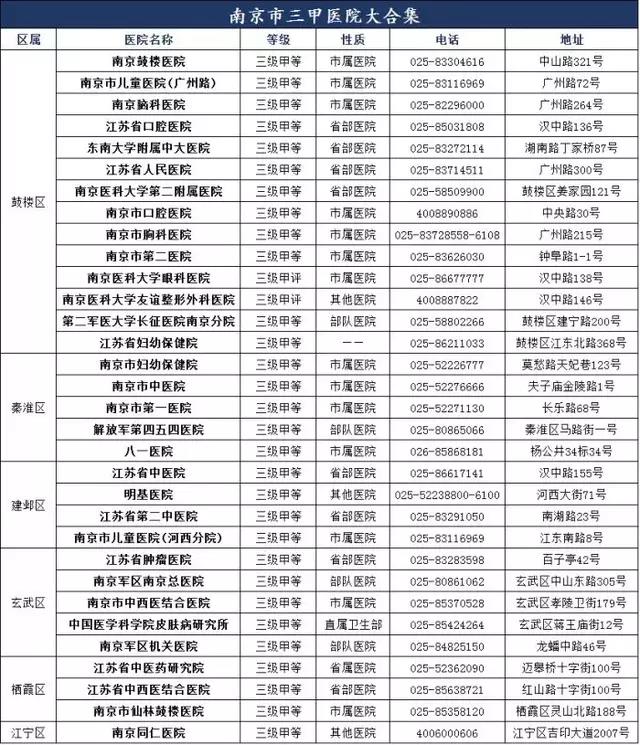 南京市三甲医院大合集
区属 医院名称 等级 性质 电话 地址
鼓楼区 南京鼓楼医院 三级甲等 市属医院 025-83304616 中山路321号
南京市儿童医院(广州路) 三级甲等 市属医院 025-83116969 广州路72号
南京脑科医院 三级甲等 市属医院 025-82296000 广州路264号
江苏省口腔医院 三级甲等 省部医院 025-85031808 汉中路136号
东南大学附属中大医院 三级甲等 省部医院 025-83272114 湖南路丁家桥87号
江苏省人民医院 三级甲等 省部医院 025-83714511 广州路300号
南京医科大学第二附属医院 三级甲等 省部医院 025-58509900 鼓楼区姜家园121号
南京市口腔医院 三级甲等 市属医院 4008890886 中央路30号
南京市胸科医院 三级甲等 市属医院 025-83728558-6108 广州路215号
南京市第二医院 三级甲等 市属医院 025-83626030 钟阜路1-1号
南京医科大学眼科医院 三级甲评 市属医院 025-86677777 汉中路138号
南京医科大学友谊整形外科医院 三级甲评 其他医院 4008887822 汉中路146号
第二军医大学长征医院南京分院 三级甲等 部队医院 025-58802266 鼓楼区建宁路200号
江苏省妇幼保健院 三级甲等 —— 025-86211033 鼓楼区江东北路368号
秦淮区 南京市妇幼保健院 三级甲等 市属医院 025-52226777 莫愁路天妃巷123号
南京市中医院 三级甲等 市属医院 025-52276666 夫子庙金陵路1号
南京市第一医院 三级甲等 市属医院 025-52271130 长乐路68号
解放军第四五四医院 三级甲等 部队医院 025-80865066 秦淮区马路街一号
八一医院 三级甲等 市属医院 026-85868181 杨公井34标34号
建邺区 江苏省中医院 三级甲等 省部医院 025-86617141 汉中路155号
明基医院 三级甲等 其他医院 025-52238800-6100 河西大街71号
江苏省第二中医院 三级甲等 省部医院 025-83291050 南湖路23号
南京市儿童医院(河西分院) 三级甲等 市属医院 025-83116969 江东南路8号
玄武区 江苏省肿瘤医院 三级甲等 省部医院 025-83283598 百子亭42号
南京军区南京总医院 三级甲等 部队医院 025-80861062 玄武区中山东路305号
南京市中西医结合医院 三级甲等 市属医院 025-85370528 玄武区孝陵卫街179号
中国医学科学院皮肤病研究所 三级甲等 直属卫生部 025-85424264 玄武区蒋王庙街12号
南京军区机关医院 三级甲等 部队医院 025-84825150 龙蟠中路46号
栖霞区 江苏省中医药研究院 三级甲等 省属医院 025-52362090 迈皋桥十字街100号
江苏省中西医结合医院 三级甲等 省部医院 025-85638721 红山路十字街100号
南京市仙林鼓楼医院 三级甲等 市属医院 025-85358120 栖霞区灵山北路188号
江宁区 南京同仁医院 三级甲等 其他医院 4006000606 江宁区吉印大道2007号